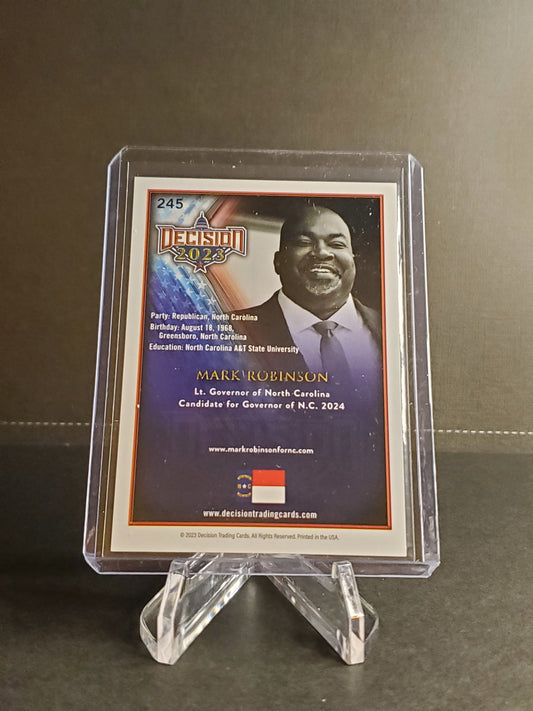 245
DECISION
2023
Party: Republican, North Carolina
Birthday: August 18, 1968,
Greensboro, North Carolina
Education: North Carolina A&T State University
MARK ROBINSON
Lt. Governor of North Carolina
Candidate for Governor of N.C. 2024
www.markrobinsonfornc.com
N C
www.decisiontradingcards.com
© 2023 Decision Trading Cards. All Rights Reserved. Printed in the USA.